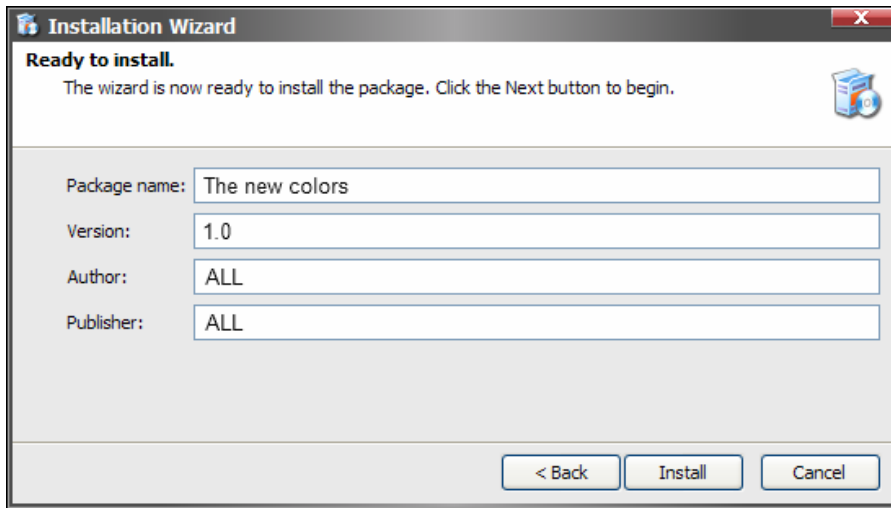 Installation Wizard
X
Ready to install.
The wizard is now ready to install the package. Click the Next button to begin.
Package name: The new colors
Version: 1.0
Author: ALL
Publisher: ALL
< Back Install Cancel